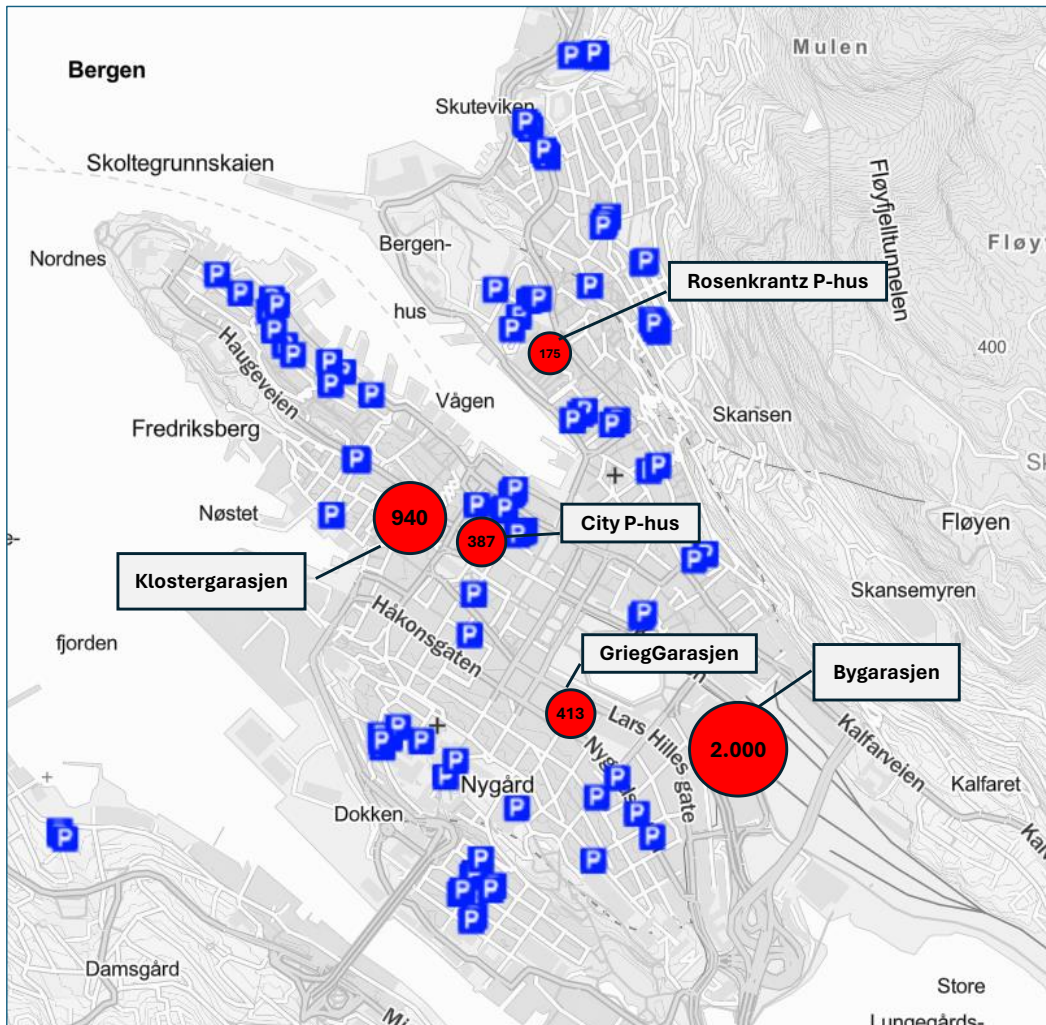 Mulen
Bergen
Skuteviken
Skoltegrunnskaien
Fløyfjelltunnelen
Bergen-
Nordnes
Rosenkrantz P-hus
hus
175
400
Haugeveien
Vågen
Skansen
Fredriksberg
940
Nøstet
387
City P-hus
Fløyen
Klostergarasjen
Skansemyren
Håkonsgaten
fjorden
GriegGarasjen
Bygarasjen
413
Lars Hilles gate
2.000
Kalfarveien
Nygård
Kalfaret
Dokken
Damsgård
Store
Lungegårds-